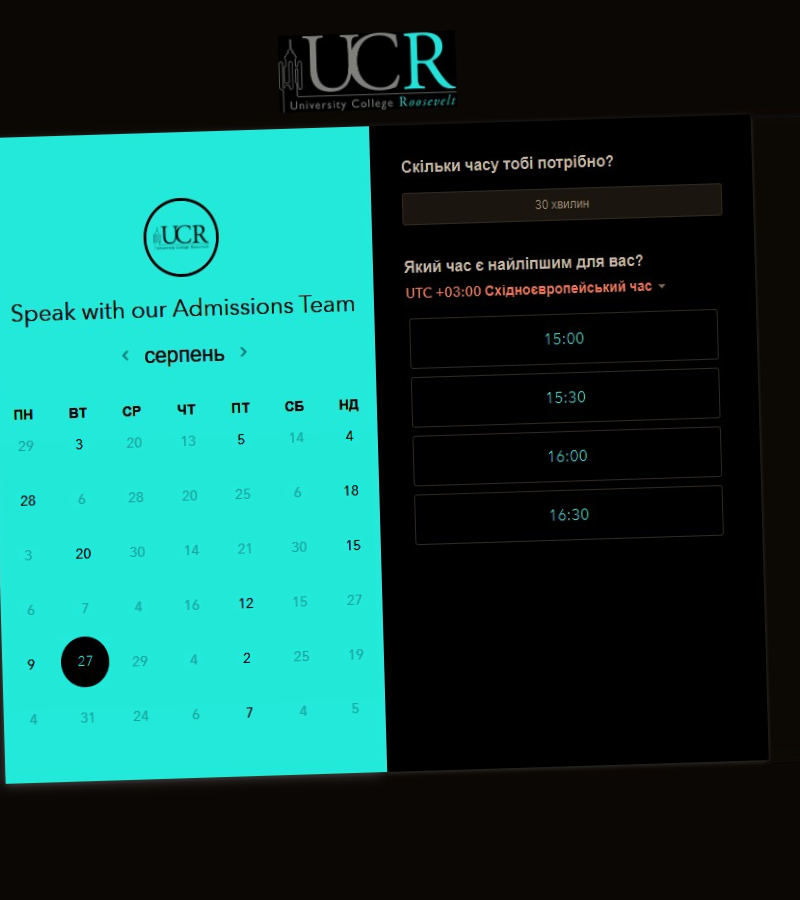 UCR
University College Roosevelt
UCR
University College Roosevelt
Speak with our Admissions Team
‹ серпень ›
ПН ВТ СР ЧТ ПТ СБ НД
29 3 20 13 5 14 4
28 6 28 20 25 6 18
3 20 30 14 21 30 15
6 7 4 16 12 15 27
9 27 29 4 2 25 19
4 31 24 6 7 4 5
Скільки часу тобі потрібно?
30 хвилин
Який час є найліпшим для вас?
UTC +03:00 Східноєвропейський час
15:00
15:30
16:00
16:30